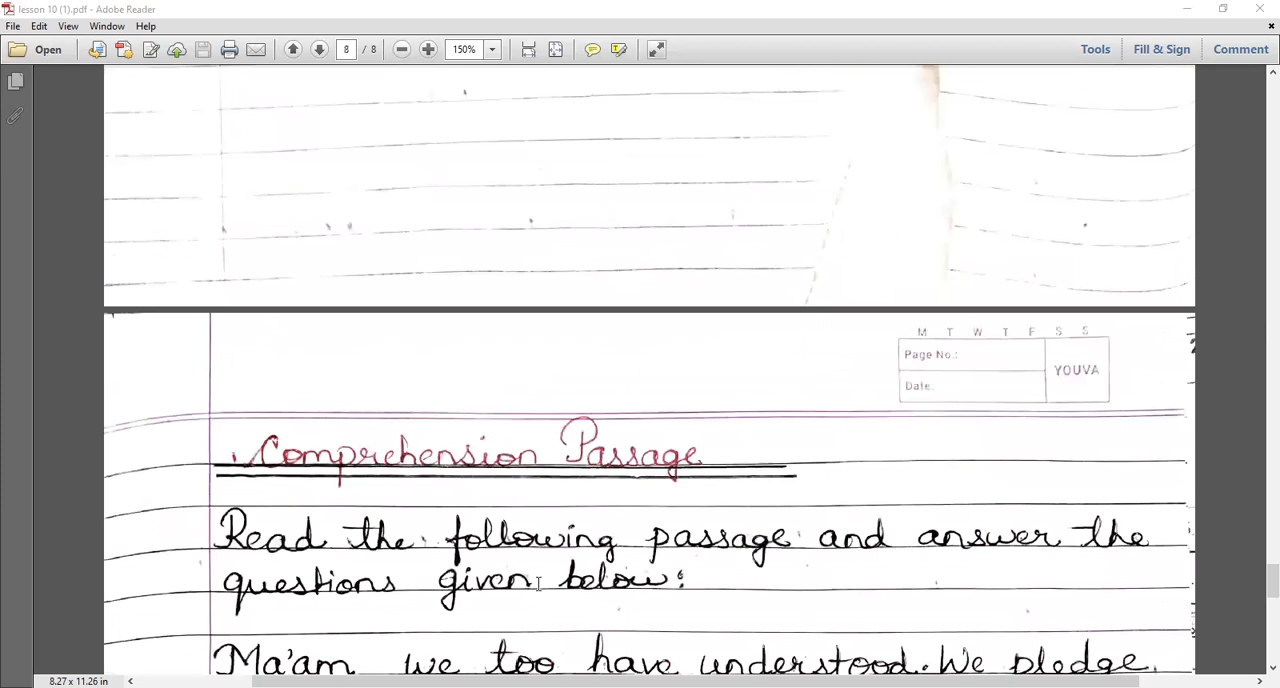 lesson 10 (1).pdf - Adobe Reader
File Edit View Window Help
Open 8 / 8 150% Tools Fill & Sign Comment
M T W T F S S
Page No.:
YOUVA
Date:
Comprehension Passage
Read the following passage and answer the
questions given below:
Ma'am we too have understood. We pledge
8.27 x 11.26 in